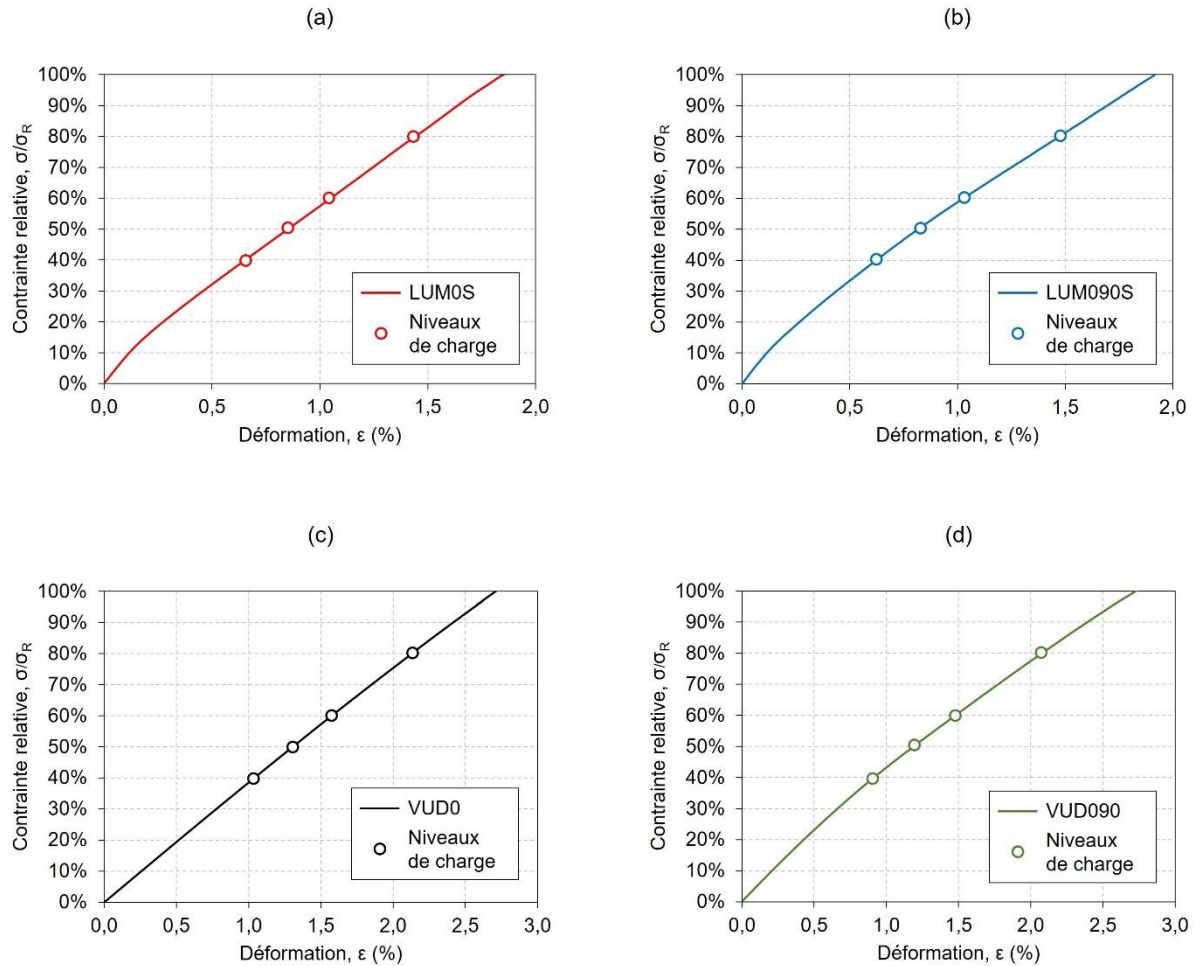 (a)
Contrainte relative, σ/σR
100%
90%
80%
70%
60%
50%
40%
30%
20%
10%
0%
LUM0S
Niveaux
de charge
0,0 0,5 1,0 1,5 2,0
Déformation, ε (%)
(b)
Contrainte relative, σ/σR
100%
90%
80%
70%
60%
50%
40%
30%
20%
10%
0%
LUM090S
Niveaux
de charge
0,0 0,5 1,0 1,5 2,0
Déformation, ε (%)
(c)
Contrainte relative, σ/σR
100%
90%
80%
70%
60%
50%
40%
30%
20%
10%
0%
VUD0
Niveaux
de charge
0,0 0,5 1,0 1,5 2,0 2,5 3,0
Déformation, ε (%)
(d)
Contrainte relative, σ/σR
100%
90%
80%
70%
60%
50%
40%
30%
20%
10%
0%
VUD090
Niveaux
de charge
0,0 0,5 1,0 1,5 2,0 2,5 3,0
Déformation, ε (%)